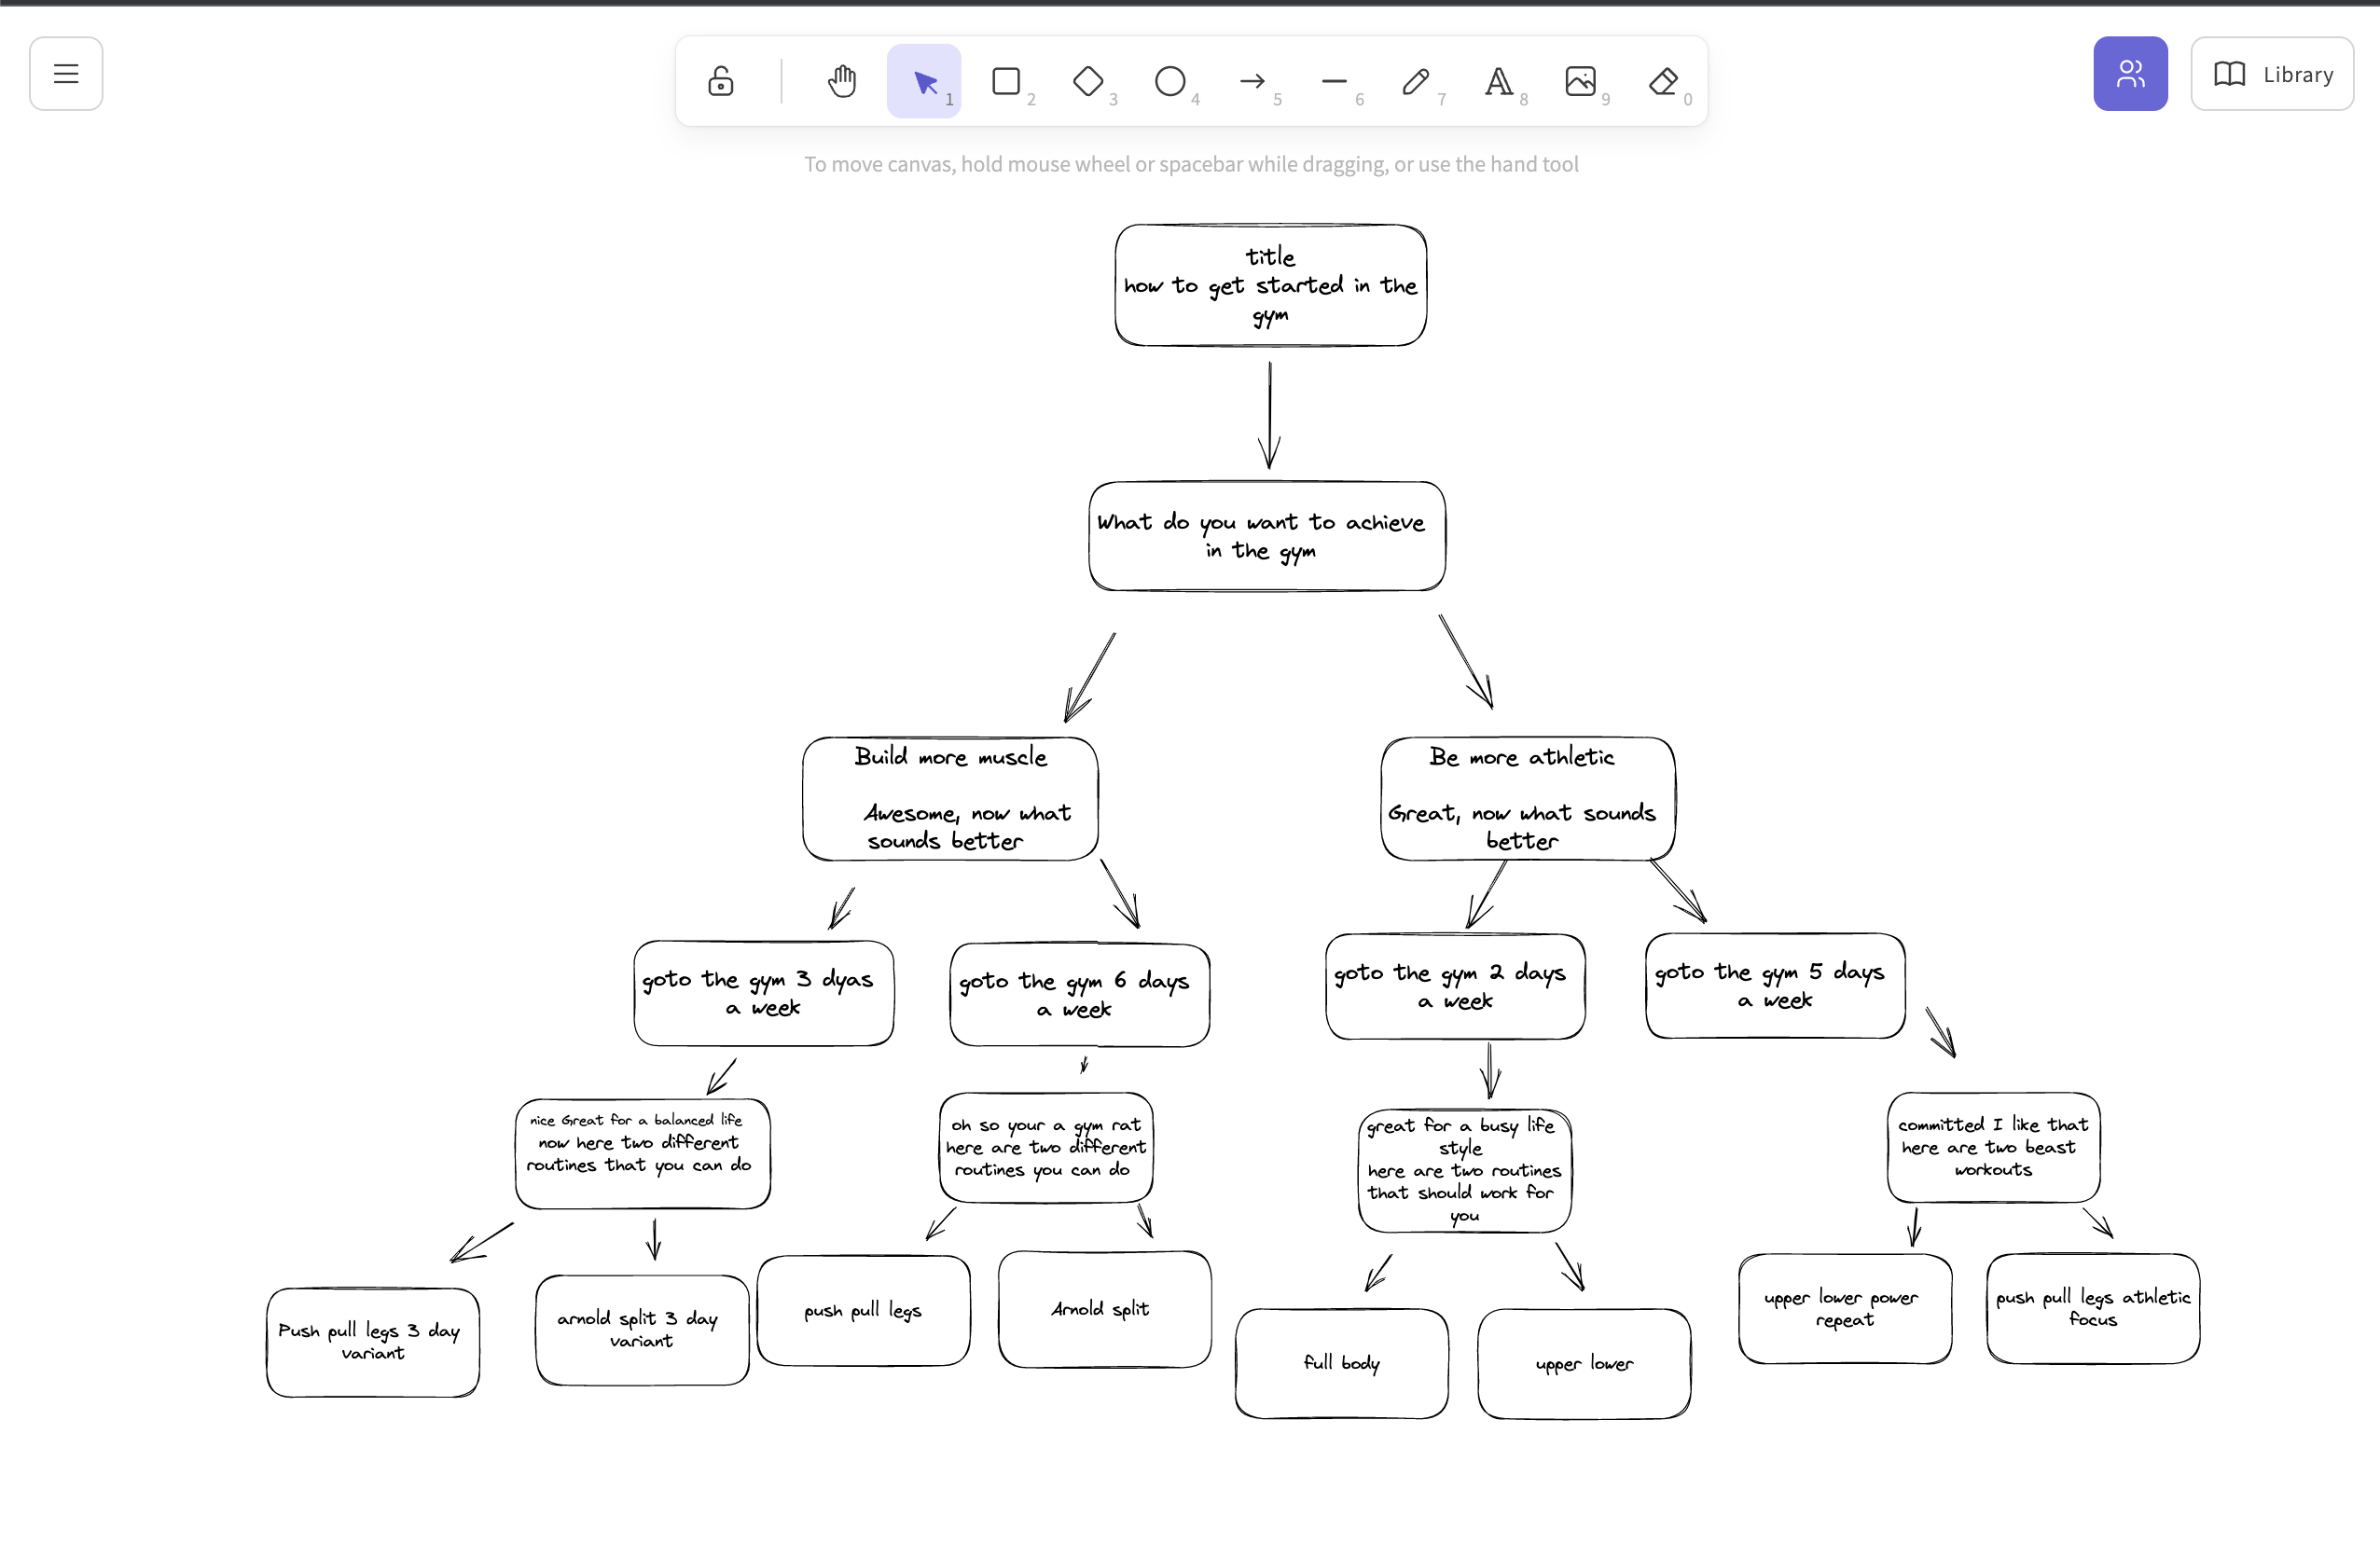 1
2
3
4
5
6
7
8
9
0
Library
To move canvas, hold mouse wheel or spacebar while dragging, or use the hand tool
title
how to get started in the
gym
What do you want to achieve
in the gym
Build more muscle
Awesome, now what
sounds better
Be more athletic
Great, now what sounds
better
goto the gym 3 dyas
a week
goto the gym 6 days
a week
goto the gym 2 days
a week
goto the gym 5 days
a week
nice Great for a balanced life
now here two different
routines that you can do
oh so your a gym rat
here are two different
routines you can do
great for a busy life
style
here are two routines
that should work for
you
committed I like that
here are two beast
workouts
Push pull legs 3 day
variant
arnold split 3 day
variant
push pull legs
Arnold split
full body
upper lower
upper lower power
repeat
push pull legs athletic
focus